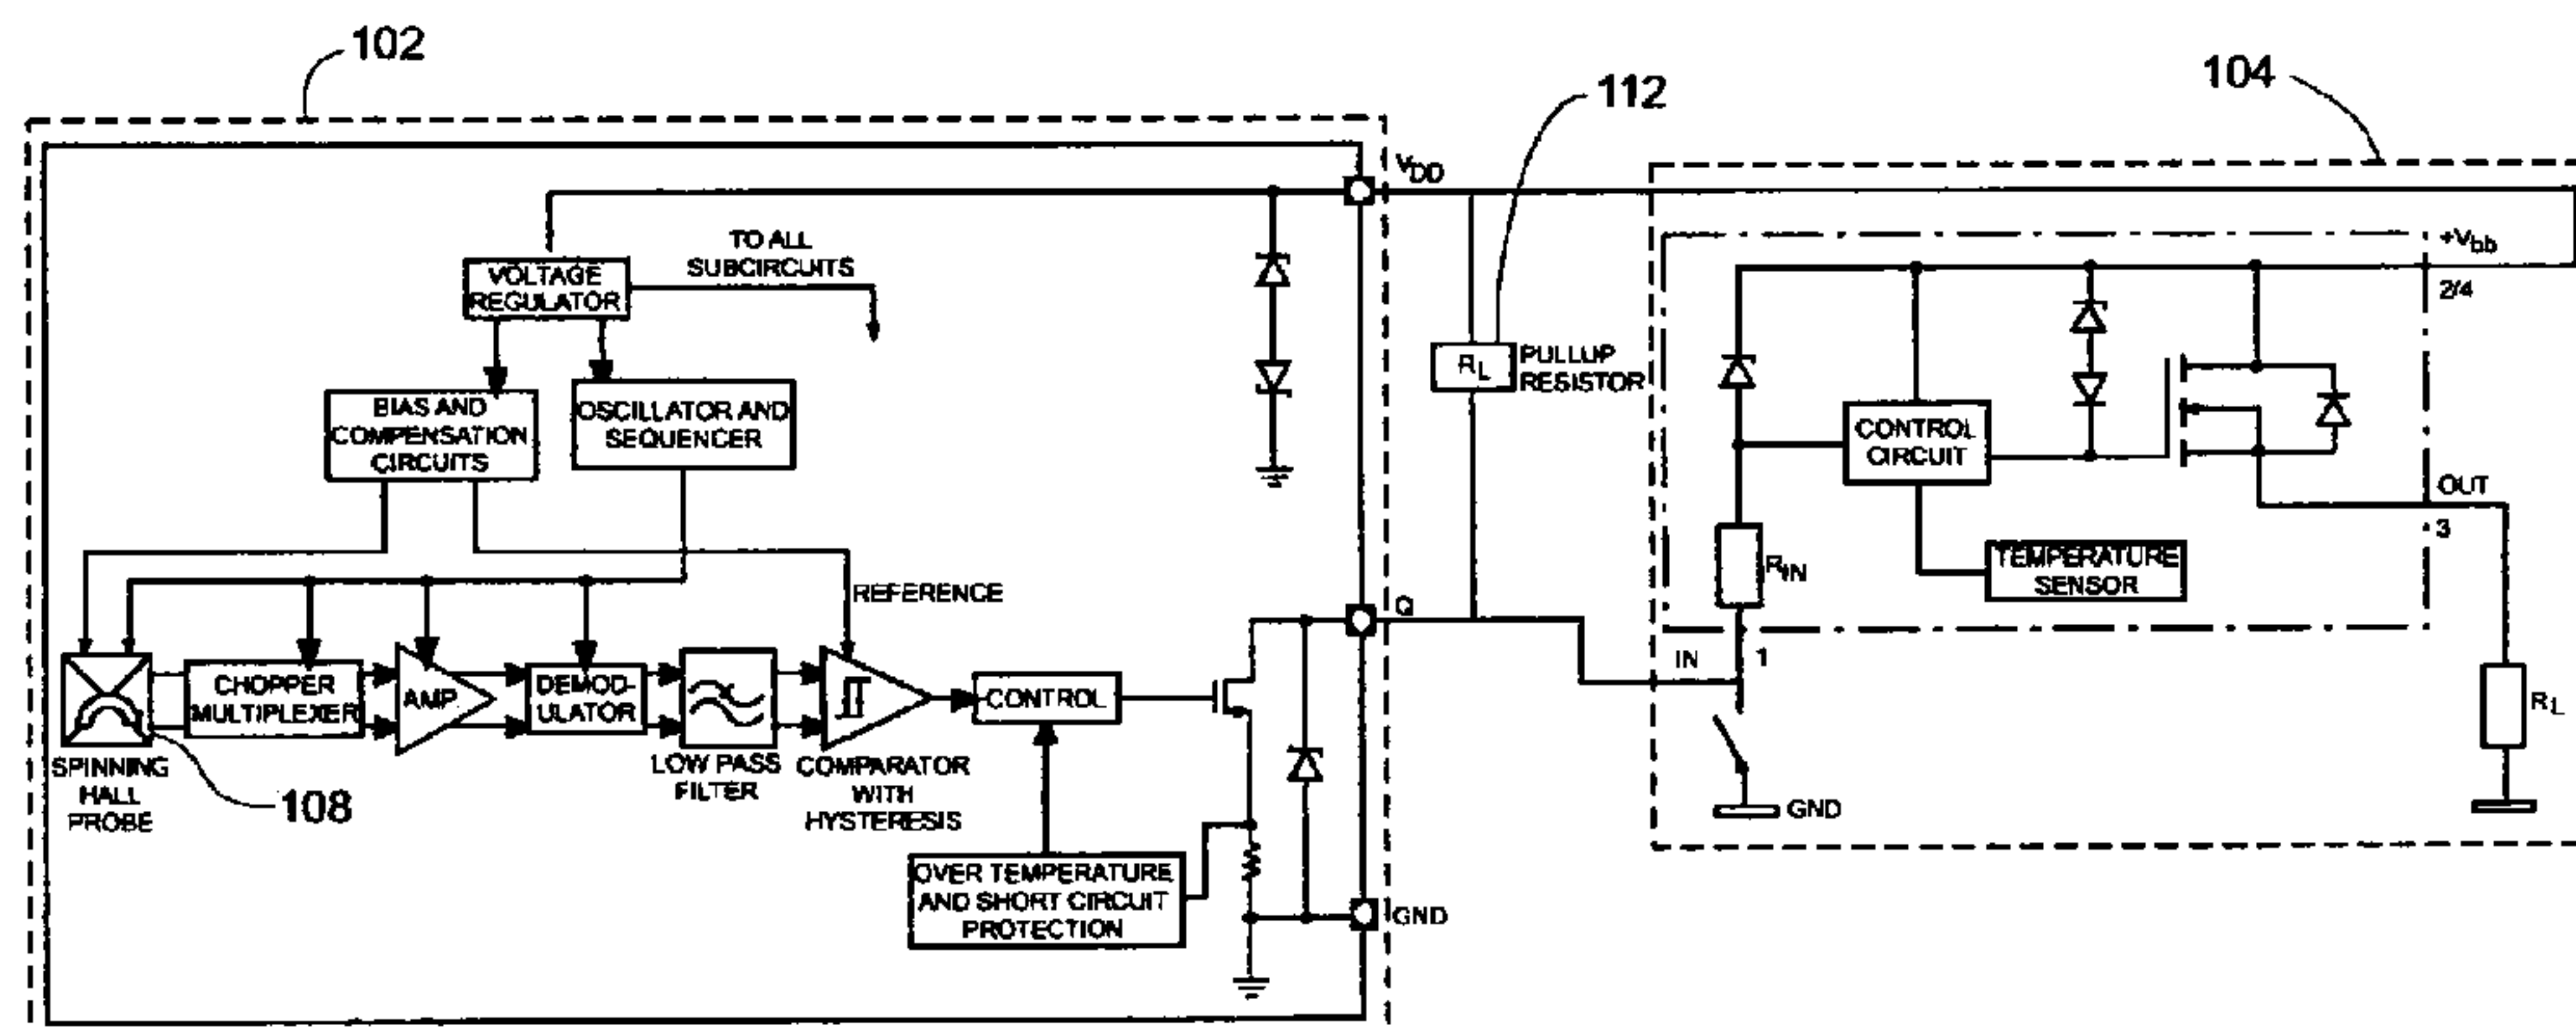 102
112
104
VDD
TO ALL
SUBCIRCUITS
+Vbb
2/4
VOLTAGE
REGULATOR
RL
PULLUP
RESISTOR
BIAS AND
COMPENSATION
CIRCUITS
OSCILLATOR AND
SEQUENCER
CONTROL
CIRCUIT
OUT
3
RIN
TEMPERATURE
SENSOR
REFERENCE
Q
IN
1
CHOPPER
MULTIPLEXER
AMP
DEMOD-
ULATOR
CONTROL
RL
SPINNING
HALL
PROBE
108
LOW PASS
FILTER
COMPARATOR
WITH
HYSTERESIS
GND
OVER TEMPERATURE
AND SHORT CIRCUIT
PROTECTION
GND